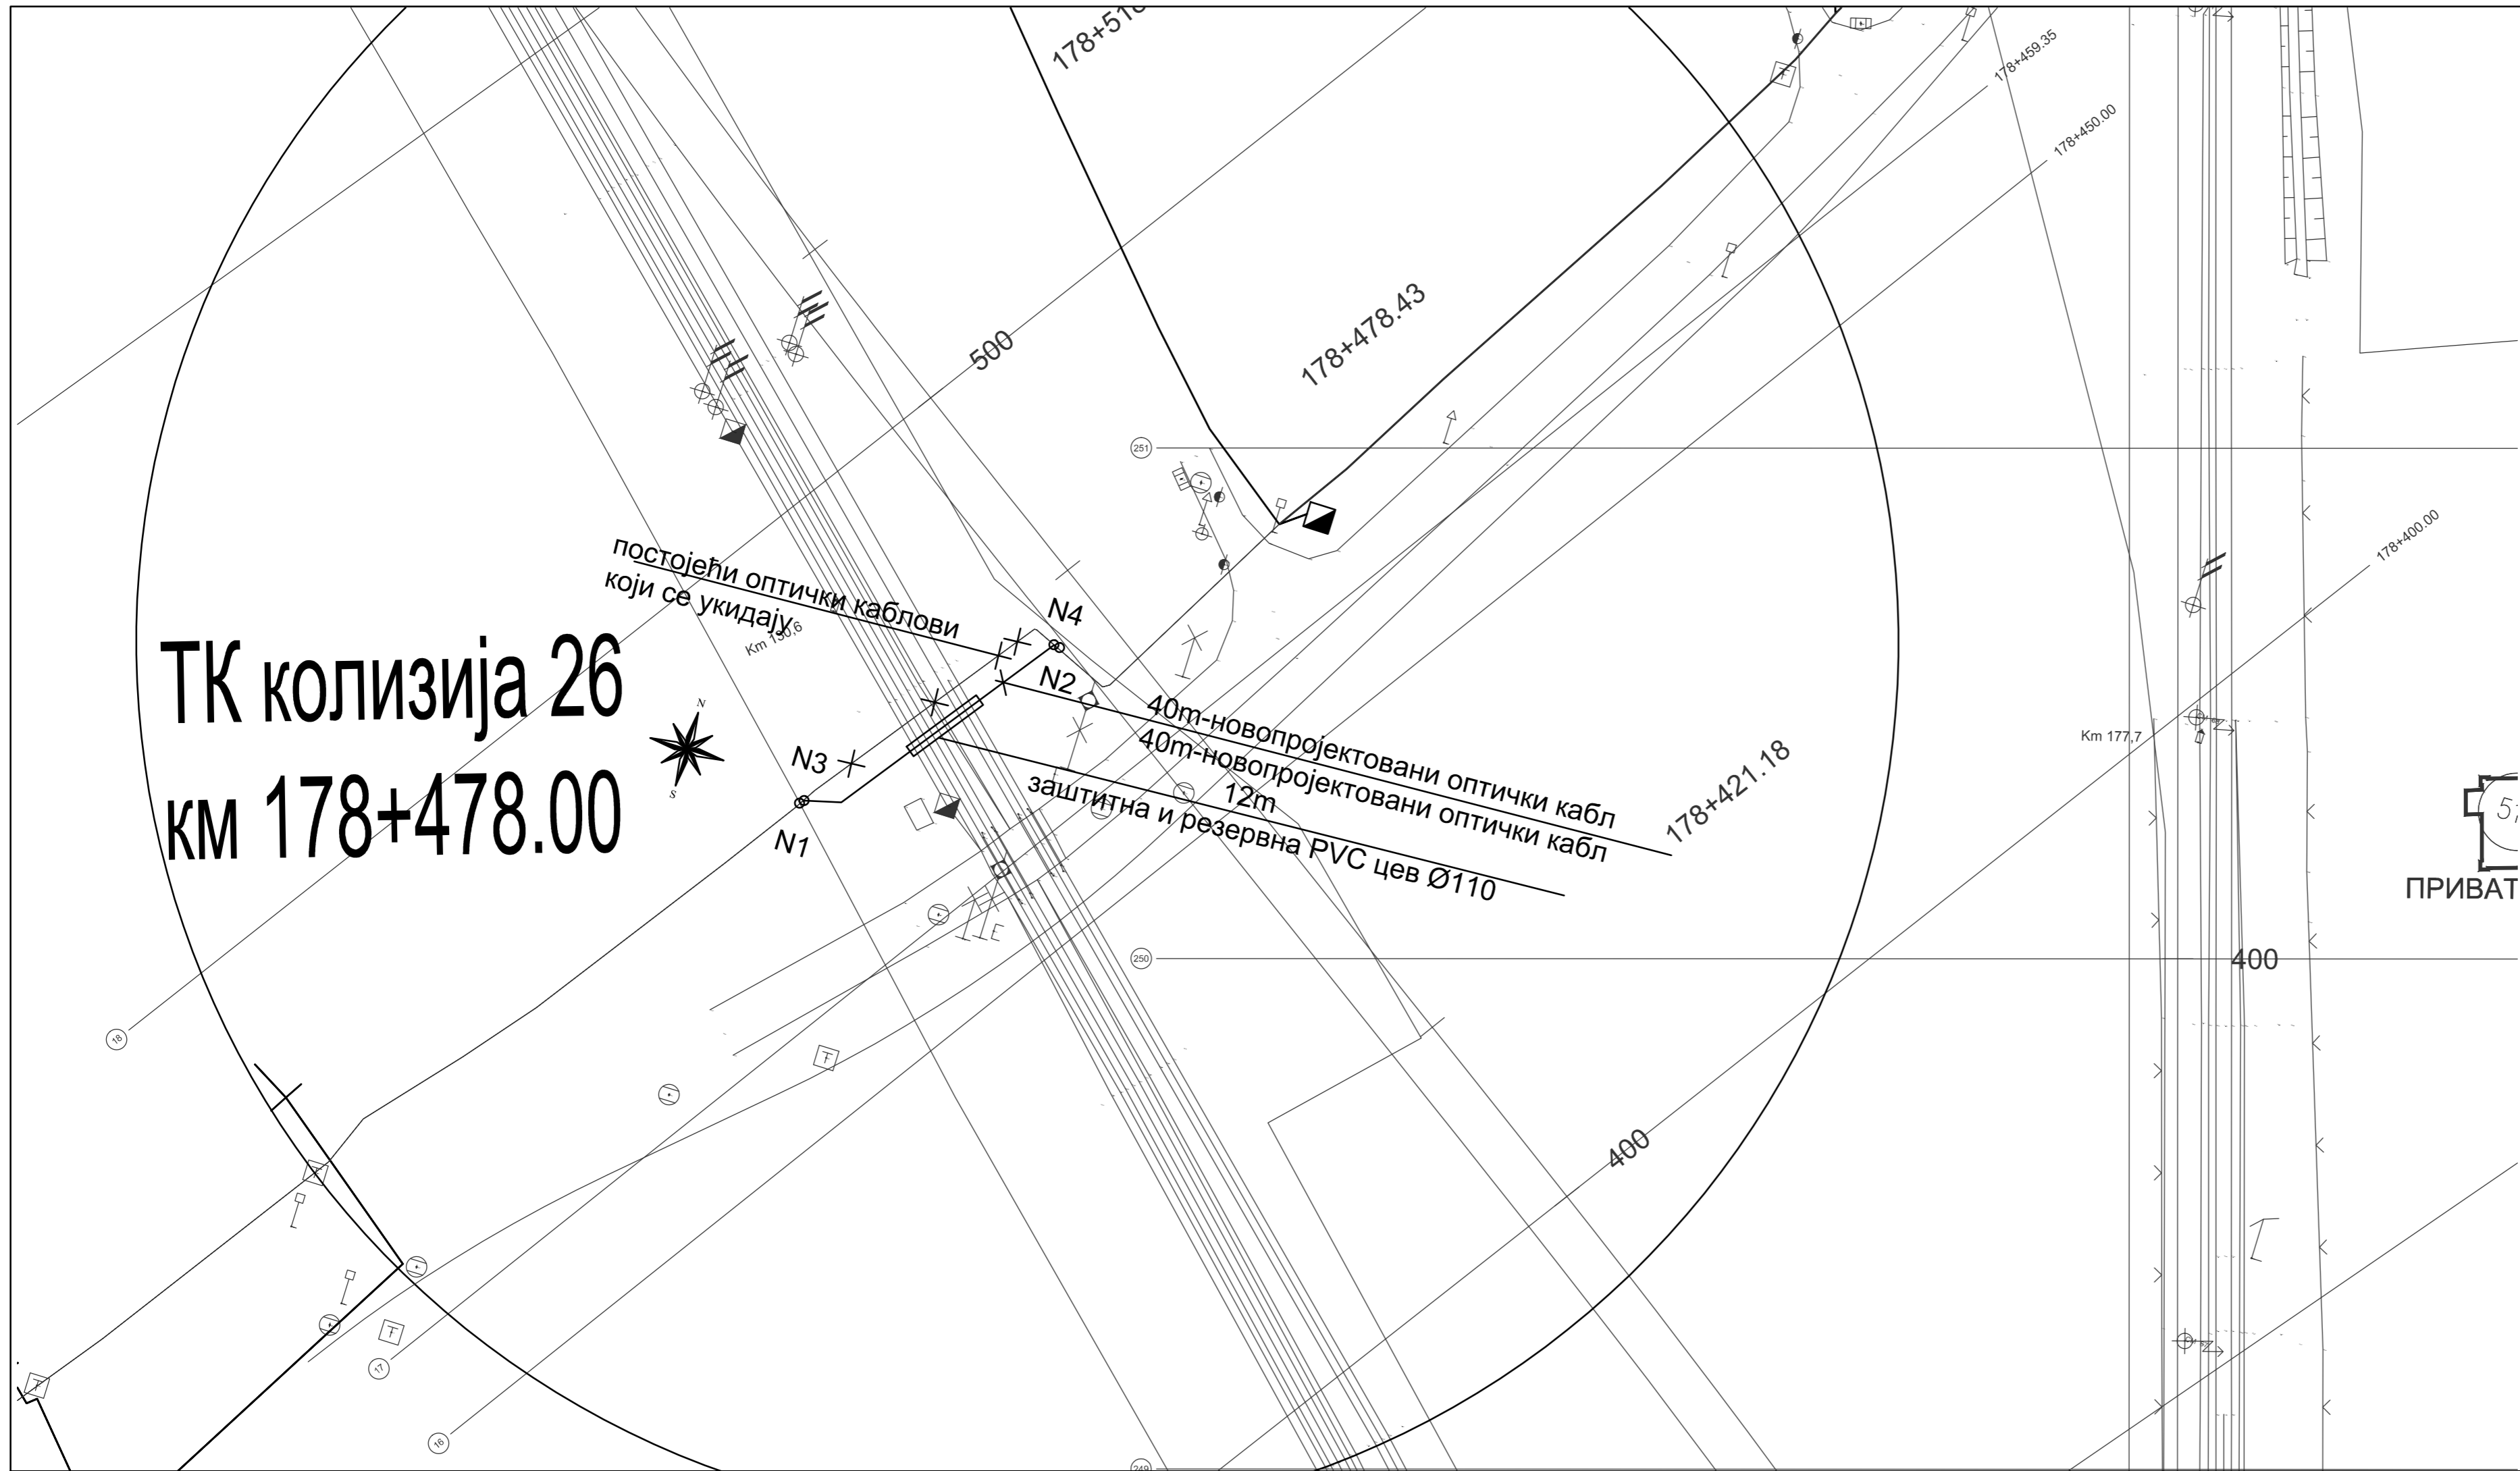 178+459.35
178+450.00
500
178+478.43
251
178+400.00
постојећи оптички каблови
који се укидају
Km 130,6
N4
ТК колизија 26
км 178+478.00
N
S
N3
N2
N1
40m-новопројектовани оптички кабл
40m-новопројектовани оптички кабл
12m
заштитна и резервна PVC цев Ø110
178+421.18
Km 177,7
ПРИВАТ
250
400
18
400
17
16
249